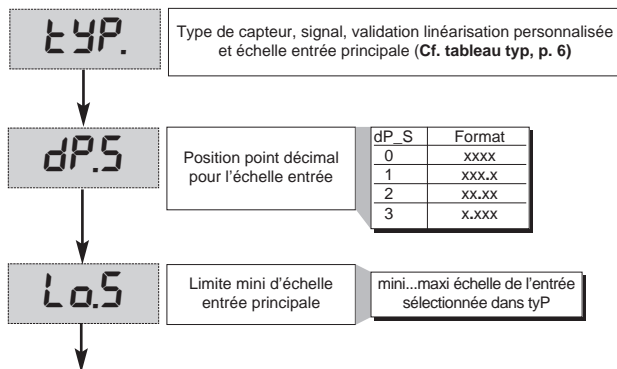 tYP.
Type de capteur, signal, validation linéarisation personnalisée
et échelle entrée principale (Cf. tableau typ, p. 6)
dP.S
Position point décimal
pour l'échelle entrée
dP_S Format
0 xxxx
1 xxx.x
2 xx.xx
3 x.xxx
Lo.S
Limite mini d'échelle
entrée principale
mini...maxi échelle de l'entrée
sélectionnée dans tyP